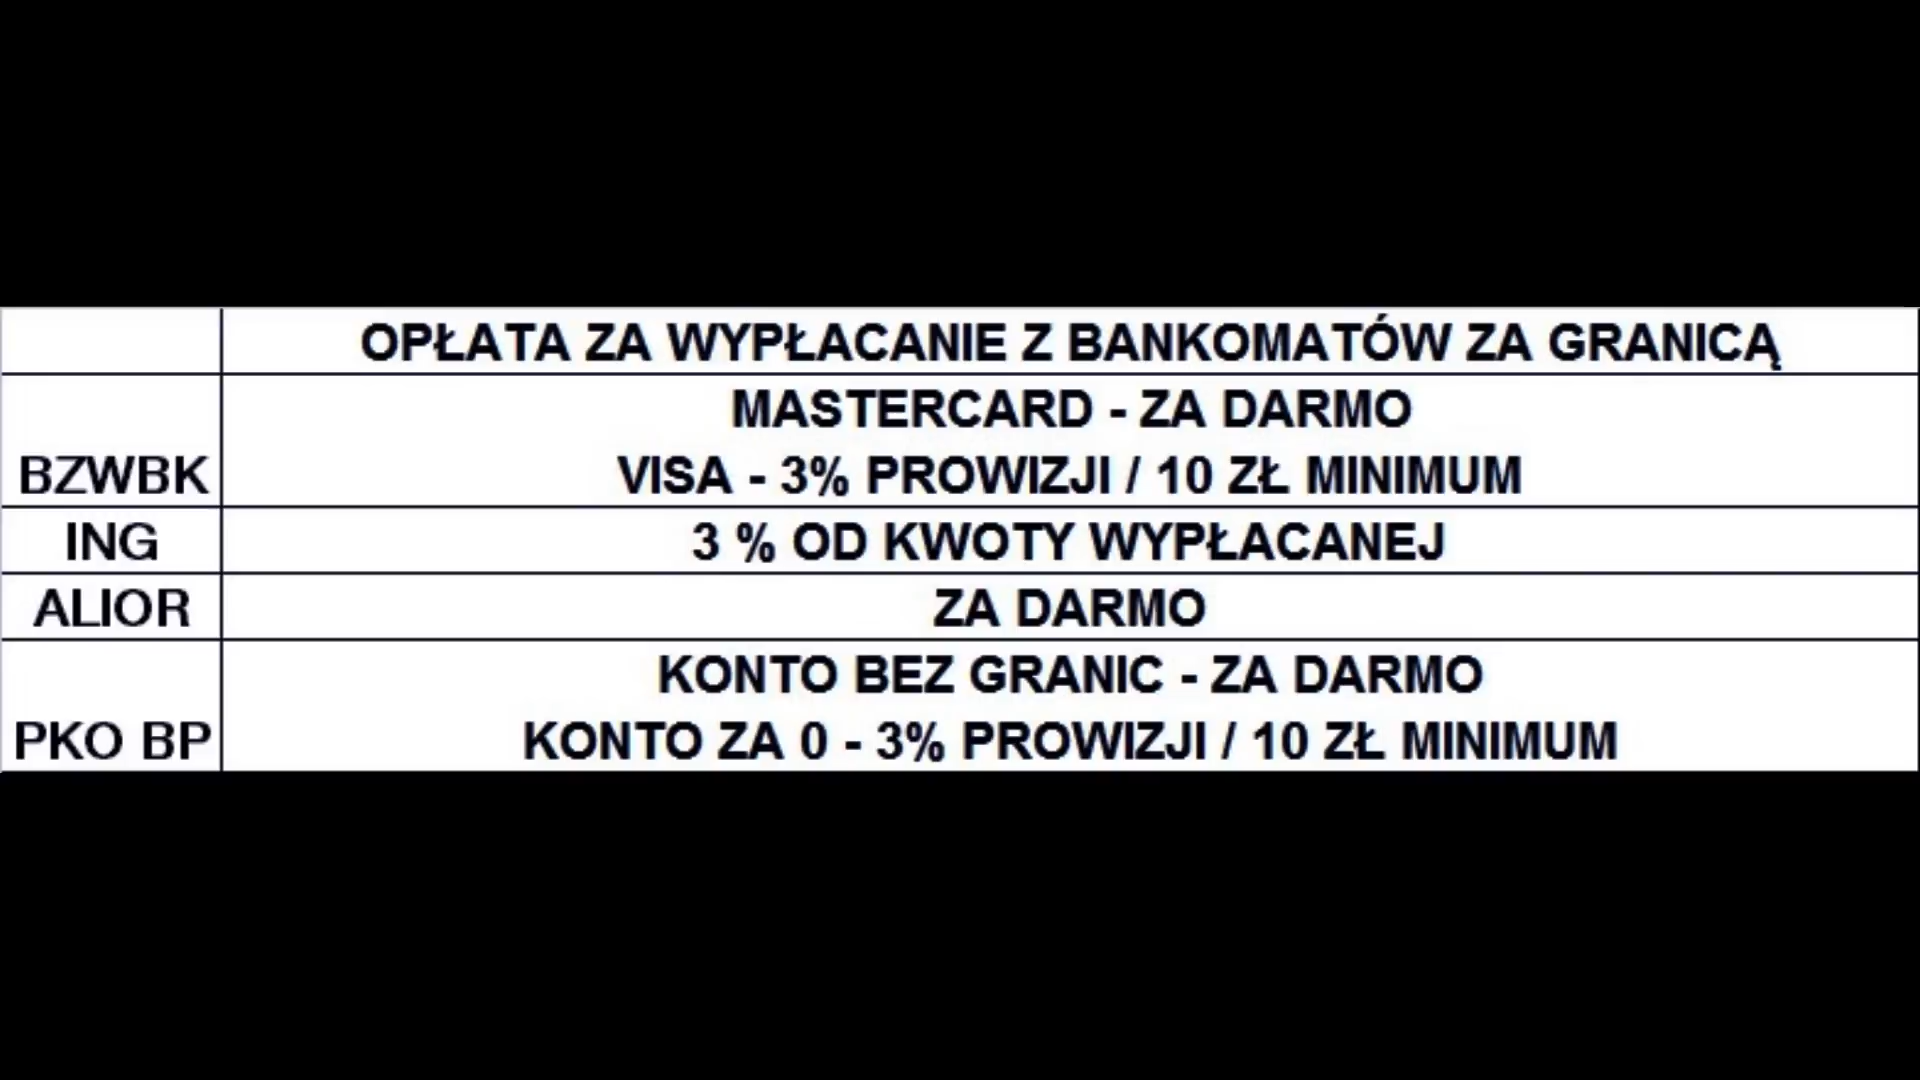 OPŁATA ZA WYPŁACANIE Z BANKOMATÓW ZA GRANICĄ
MASTERCARD - ZA DARMO
BZWBK VISA - 3% PROWIZJI / 10 ZŁ MINIMUM
ING 3 % OD KWOTY WYPŁACANEJ
ALIOR ZA DARMO
KONTO BEZ GRANIC - ZA DARMO
PKO BP KONTO ZA 0 - 3% PROWIZJI / 10 ZŁ MINIMUM